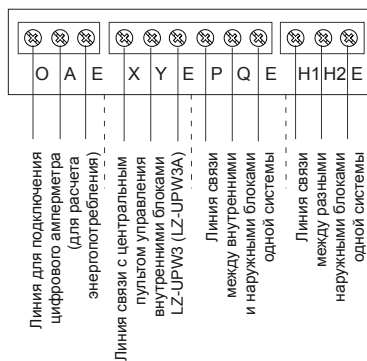 O A E X Y E P Q E H1 H2 E
Линия для подключения
цифрового амперметра
(для расчета
энергопотребления)
Линия связи с центральным
пультом управления
внутренними блоками
LZ-UPW3 (LZ-UPW3A)
Линия связи
между внутренними
и наружными блоками
одной системы
Линия связи
между разными
наружными блоками
одной системы